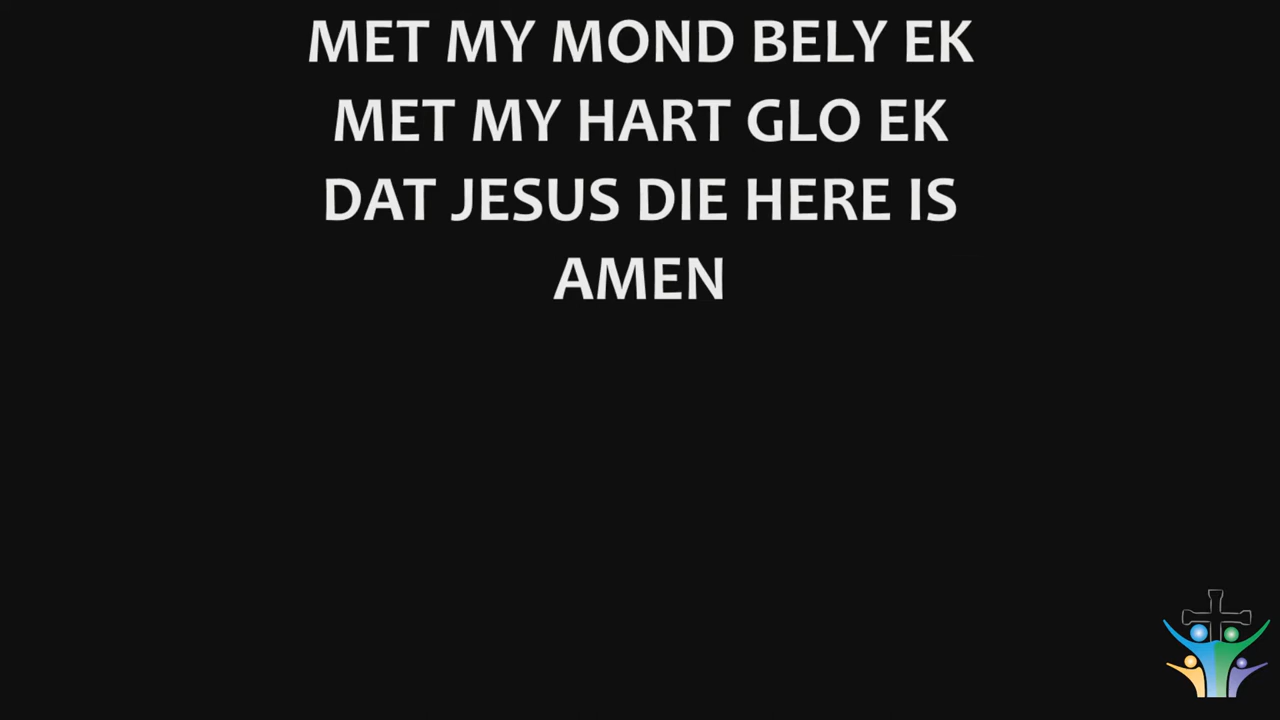 MET MY MOND BELY EK
MET MY HART GLO EK
DAT JESUS DIE HERE IS
AMEN